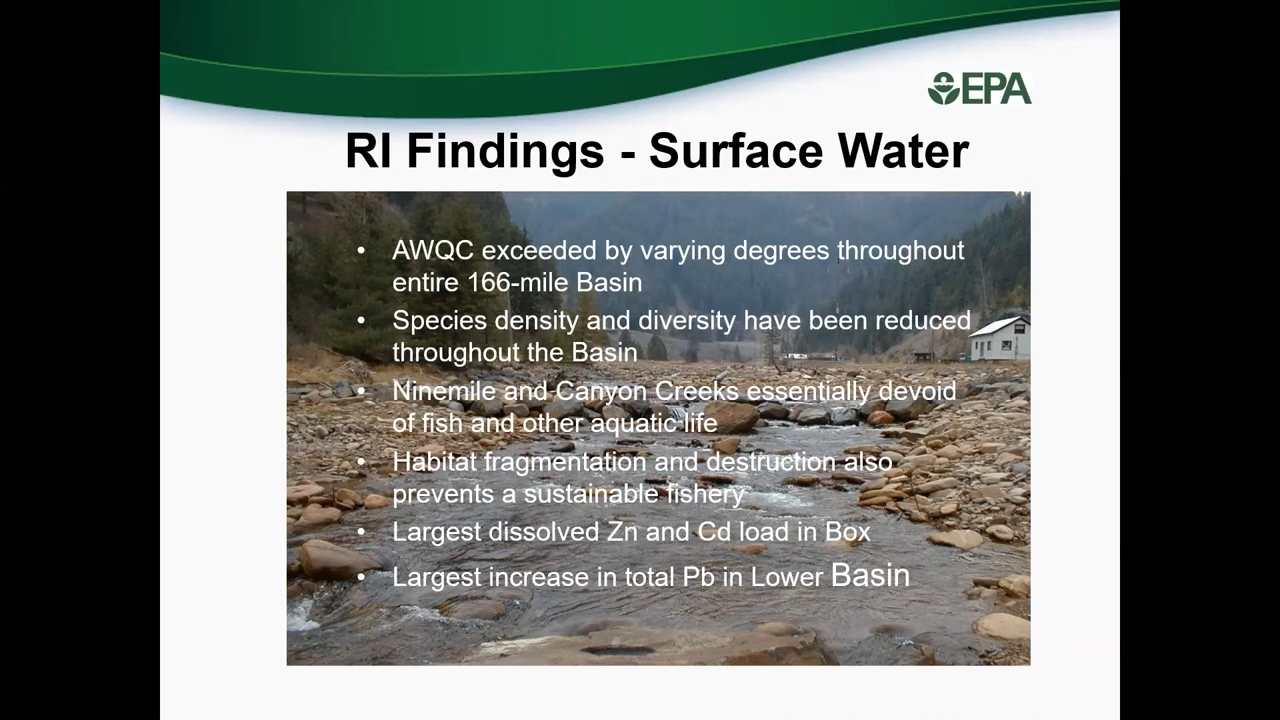 EPA
RI Findings - Surface Water
• AWQC exceeded by varying degrees throughout
entire 166-mile Basin
• Species density and diversity have been reduced
throughout the Basin
• Ninemile and Canyon Creeks essentially devoid
of fish and other aquatic life
• Habitat fragmentation and destruction also
prevents a sustainable fishery
• Largest dissolved Zn and Cd load in Box
• Largest increase in total Pb in Lower Basin